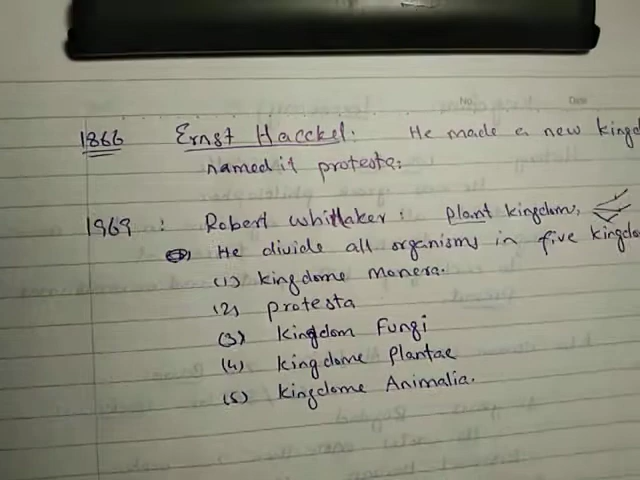 1866 Ernst Haeckel. He made a new kingd
named it protesta.
1969 : Robert Whittaker : plant kingdom,
He divide all organisms in five kingdo
(1) kingdome monera.
(2) protesta
(3) kingdom Fungi
(4) kingdome Plantae
(5) kingdome Animalia.